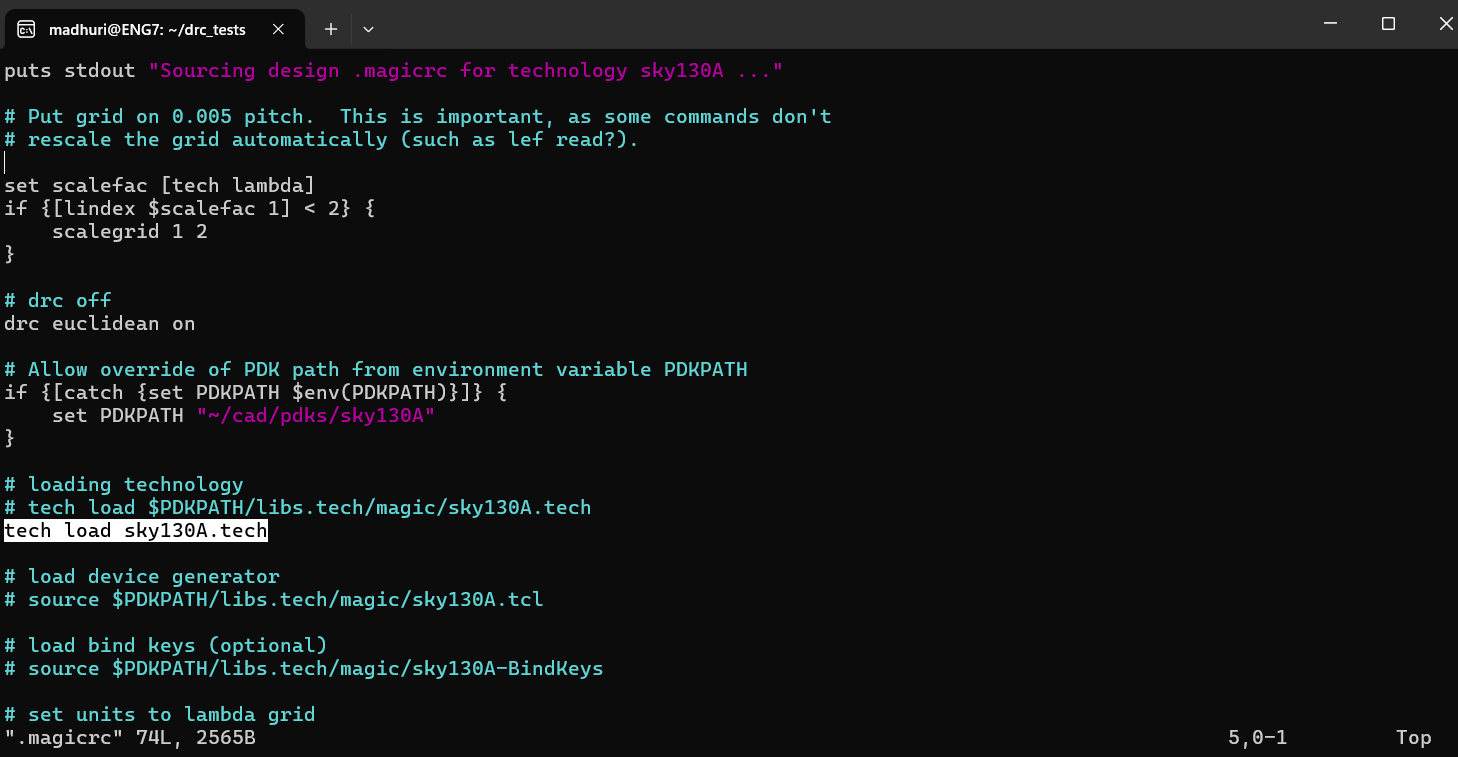 madhuri@ENG7: ~/drc_tests
puts stdout "Sourcing design .magicrc for technology sky130A ..."
# Put grid on 0.005 pitch.  This is important, as some commands don't
# rescale the grid automatically (such as lef read?).
set scalefac [tech lambda]
if {[lindex $scalefac 1] < 2} {
    scalegrid 1 2
}
# drc off
drc euclidean on
# Allow override of PDK path from environment variable PDKPATH
if {[catch {set PDKPATH $env(PDKPATH)}]} {
    set PDKPATH "~/cad/pdks/sky130A"
}
# loading technology
# tech load $PDKPATH/libs.tech/magic/sky130A.tech
tech load sky130A.tech
# load device generator
# source $PDKPATH/libs.tech/magic/sky130A.tcl
# load bind keys (optional)
# source $PDKPATH/libs.tech/magic/sky130A-BindKeys
# set units to lambda grid
".magicrc" 74L, 2565B 5,0-1 Top